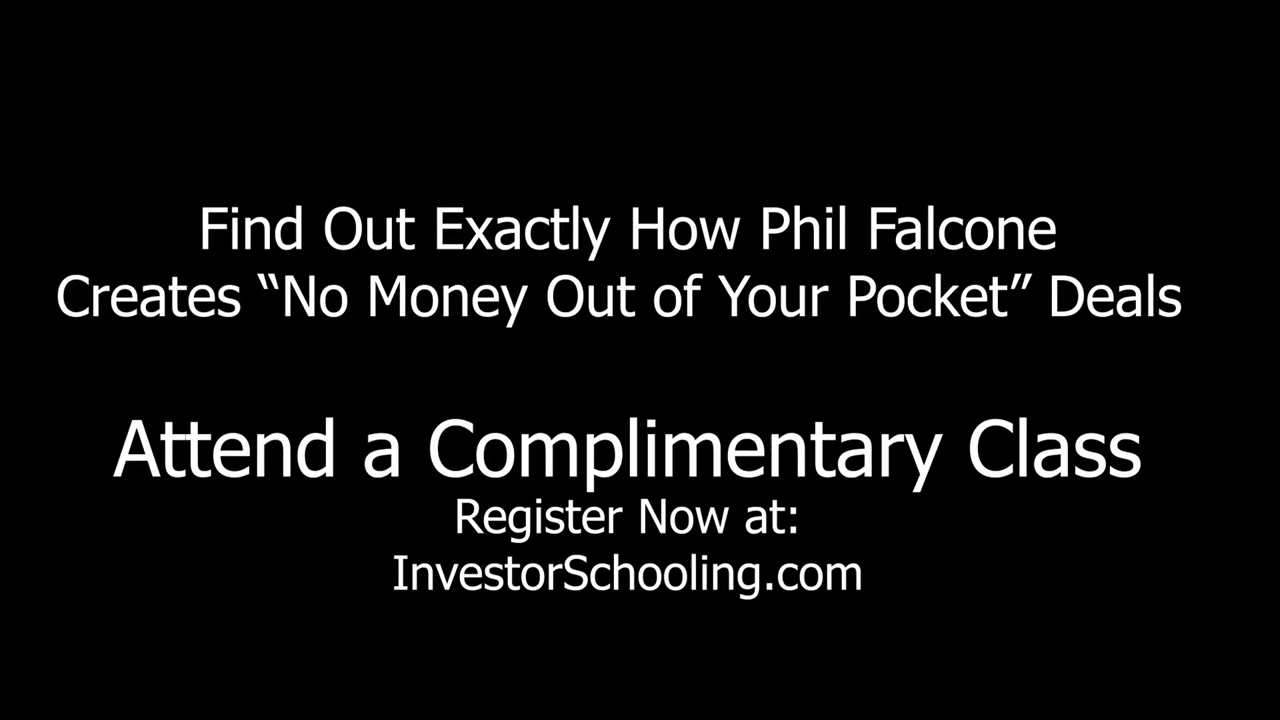 Find Out Exactly How Phil Falcone
Creates “No Money Out of Your Pocket” Deals
Attend a Complimentary Class
Register Now at:
InvestorSchooling.com